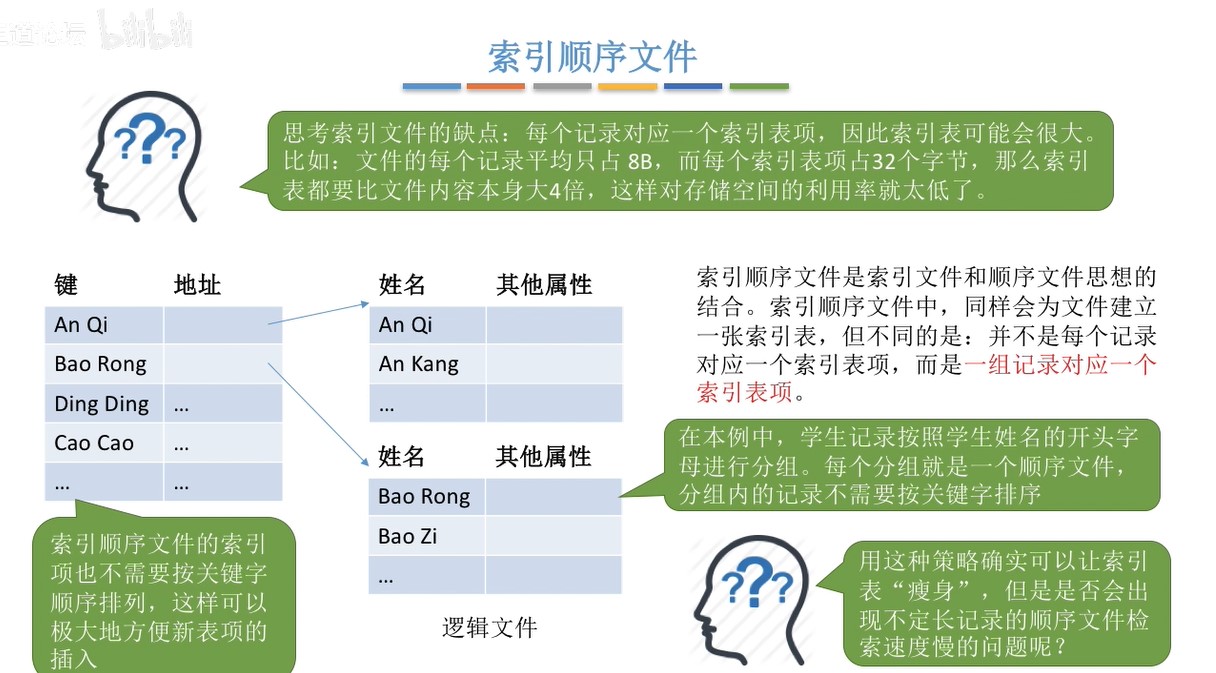 王道论坛 bilibili
索引顺序文件
???
思考索引文件的缺点：每个记录对应一个索引表项，因此索引表可能会很大。
比如：文件的每个记录平均只占 8B，而每个索引表项占32个字节，那么索引
表都要比文件内容本身大4倍，这样对存储空间的利用率就太低了。
键 地址
An Qi
Bao Rong
Ding Ding ...
Cao Cao ...
... ...
姓名 其他属性
An Qi
An Kang
...
姓名 其他属性
Bao Rong
Bao Zi
...
逻辑文件
索引顺序文件是索引文件和顺序文件思想的
结合。索引顺序文件中，同样会为文件建立
一张索引表，但不同的是：并不是每个记录
对应一个索引表项，而是一组记录对应一个
索引表项。
在本例中，学生记录按照学生姓名的开头字
母进行分组。每个分组就是一个顺序文件，
分组内的记录不需要按关键字排序
索引顺序文件的索引
项也不需要按关键字
顺序排列，这样可以
极大地方便新表项的
插入
???
用这种策略确实可以让索引
表“瘦身”，但是是否会出
现不定长记录的顺序文件检
索速度慢的问题呢？